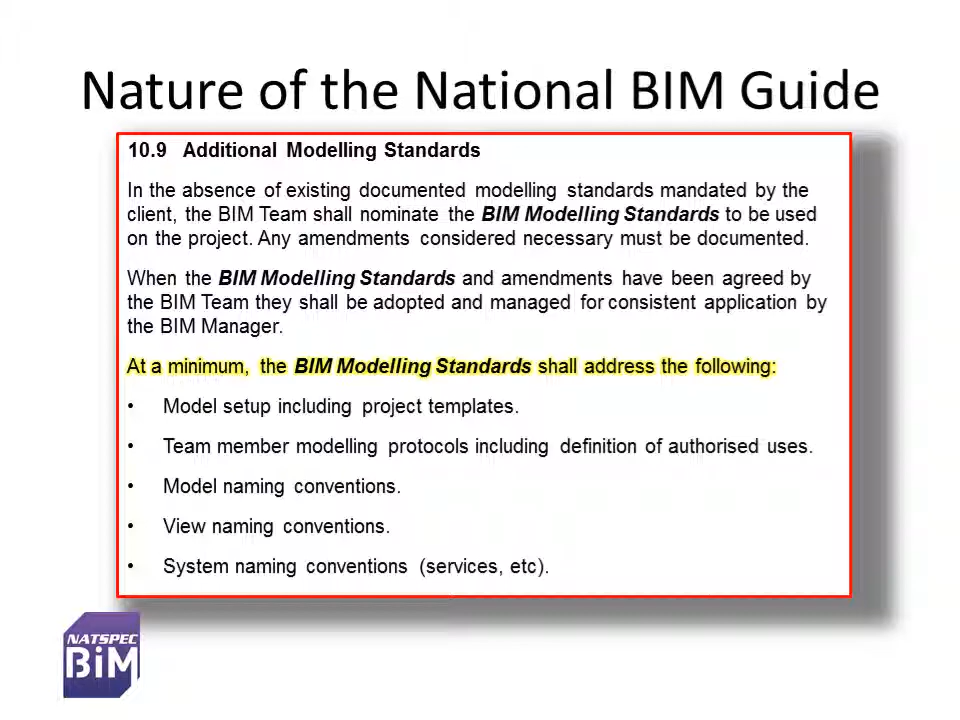 Nature of the National BIM Guide
10.9 Additional Modelling Standards
In the absence of existing documented modelling standards mandated by the
client, the BIM Team shall nominate the BIM Modelling Standards to be used
on the project. Any amendments considered necessary must be documented.
When the BIM Modelling Standards and amendments have been agreed by
the BIM Team they shall be adopted and managed for consistent application by
the BIM Manager.
At a minimum, the BIM Modelling Standards shall address the following:
• Model setup including project templates.
• Team member modelling protocols including definition of authorised uses.
• Model naming conventions.
• View naming conventions.
• System naming conventions (services, etc).
NATSPEC
BiM